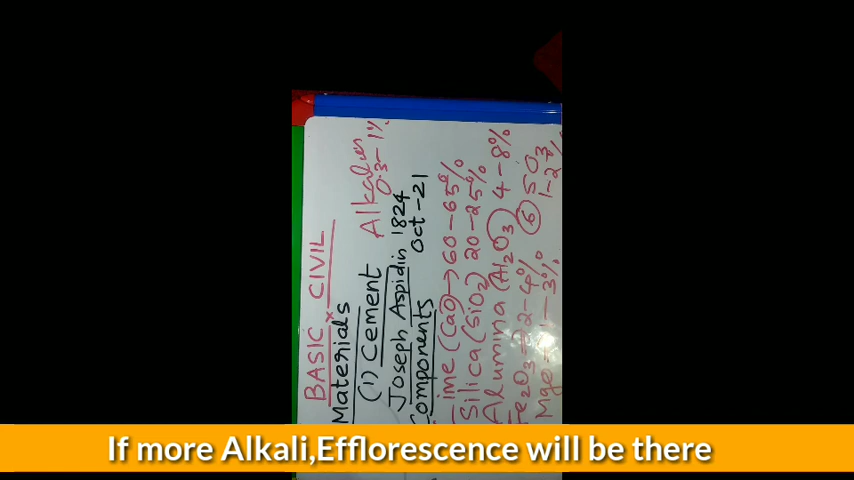 BASIC CIVIL
Materials
(1) Cement
Alkalies
0.3-1%
Joseph Aspidin 1824
Oct-21
Components
Lime (CaO) → 60-65%
Silica (SiO2) 20-25%
Alumina (Al2O3) 4-8%
Fe2O3 → 2-4%
MgO → 1-3%
(6) SO3
1-2%
If more Alkali,Efflorescence will be there